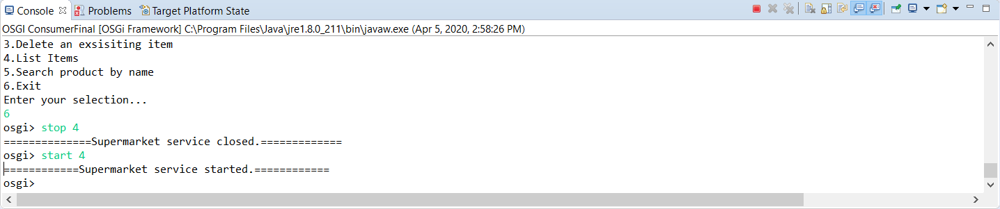 Console Problems Target Platform State
OSGI ConsumerFinal [OSGi Framework] C:\Program Files\Java\jre1.8.0_211\bin\javaw.exe (Apr 5, 2020, 2:58:26 PM)
3.Delete an exsisiting item
4.List Items
5.Search product by name
6.Exit
Enter your selection...
6
osgi> stop 4
==============Supermarket service closed.=============
osgi> start 4
============Supermarket service started.============
osgi>